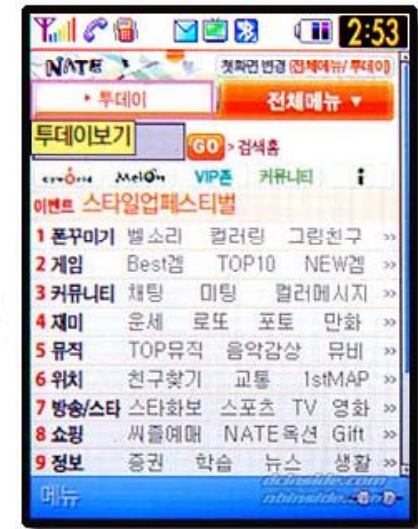 2:53
NATE 첫화면 변경 (전체메뉴/투데이)
투데이 전체메뉴 ▼
투데이보기 GO > 검색홈
cyworld MelOn VIP존 커뮤니티 i
이벤트 스타일업페스티벌
1 폰꾸미기 벨소리 컬러링 그림친구 >>
2 게임 Best겜 TOP10 NEW겜 >>
3 커뮤니티 채팅 미팅 컬러메시지 >>
4 재미 운세 로또 포토 만화 >>
5 뮤직 TOP뮤직 음악감상 뮤비 >>
6 위치 친구찾기 교통 1stMAP >>
7 방송/스타 스타화보 스포츠 TV 영화 >>
8 쇼핑 씨즐예매 NATE옥션 Gift >>
9 정보 증권 학습 뉴스 생활 >>
메뉴
dcinside.com